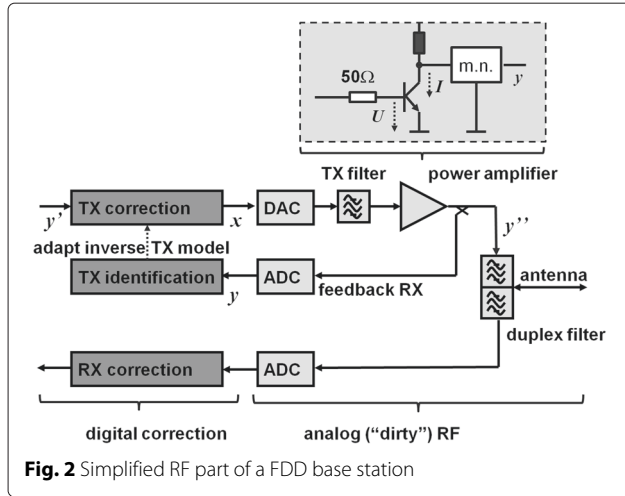 50Ω
U
I
m.n.
y
TX filter
power amplifier
y'
TX correction
x
DAC
y''
adapt inverse TX model
TX identification
y
ADC
feedback RX
antenna
duplex filter
RX correction
ADC
digital correction
analog ("dirty") RF
Fig. 2 Simplified RF part of a FDD base station